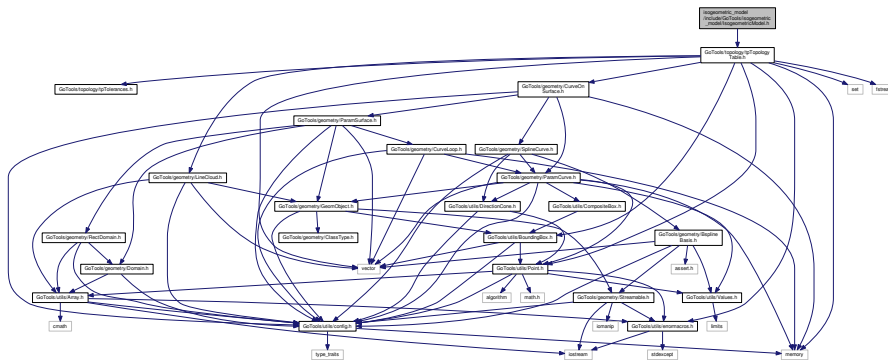 isogeometric_model
/include/GoTools/isogeometric
_model/IsogeometricModel.h
GoTools/topology/tpTopology
Table.h
GoTools/topology/tpTolerances.h
GoTools/geometry/CurveOn
Surface.h
set
fstream
GoTools/geometry/ParamSurface.h
GoTools/geometry/CurveLoop.h
GoTools/geometry/SplineCurve.h
GoTools/geometry/LineCloud.h
GoTools/geometry/ParamCurve.h
GoTools/geometry/GeomObject.h
GoTools/utils/DirectionCone.h
GoTools/utils/CompositeBox.h
GoTools/geometry/RectDomain.h
GoTools/geometry/ClassType.h
GoTools/utils/BoundingBox.h
GoTools/geometry/Bspline
Basis.h
GoTools/geometry/Domain.h
vector
GoTools/utils/Point.h
assert.h
GoTools/utils/Array.h
algorithm
math.h
GoTools/geometry/Streamable.h
GoTools/utils/Values.h
cmath
GoTools/utils/config.h
iomanip
GoTools/utils/errormacros.h
limits
type_traits
iostream
stdexcept
memory